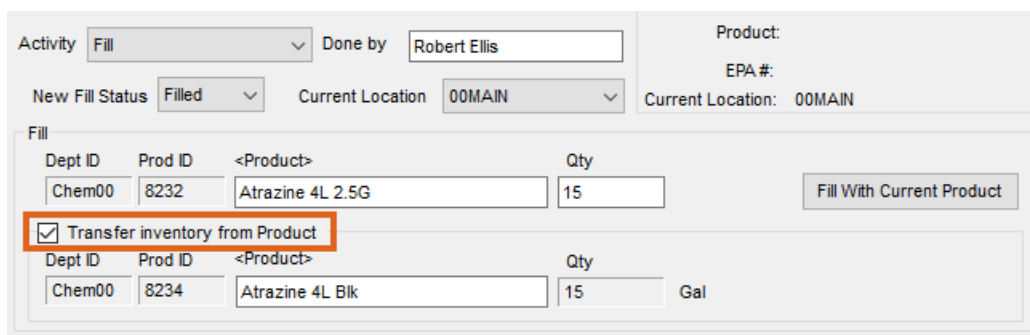 Activity Fill Done by Robert Ellis Product:
EPA #:
New Fill Status Filled Current Location 00MAIN Current Location: 00MAIN
Fill
Dept ID Prod ID <Product> Qty
Chem00 8232 Atrazine 4L 2.5G 15 Fill With Current Product
Transfer inventory from Product
Dept ID Prod ID <Product> Qty
Chem00 8234 Atrazine 4L Blk 15 Gal